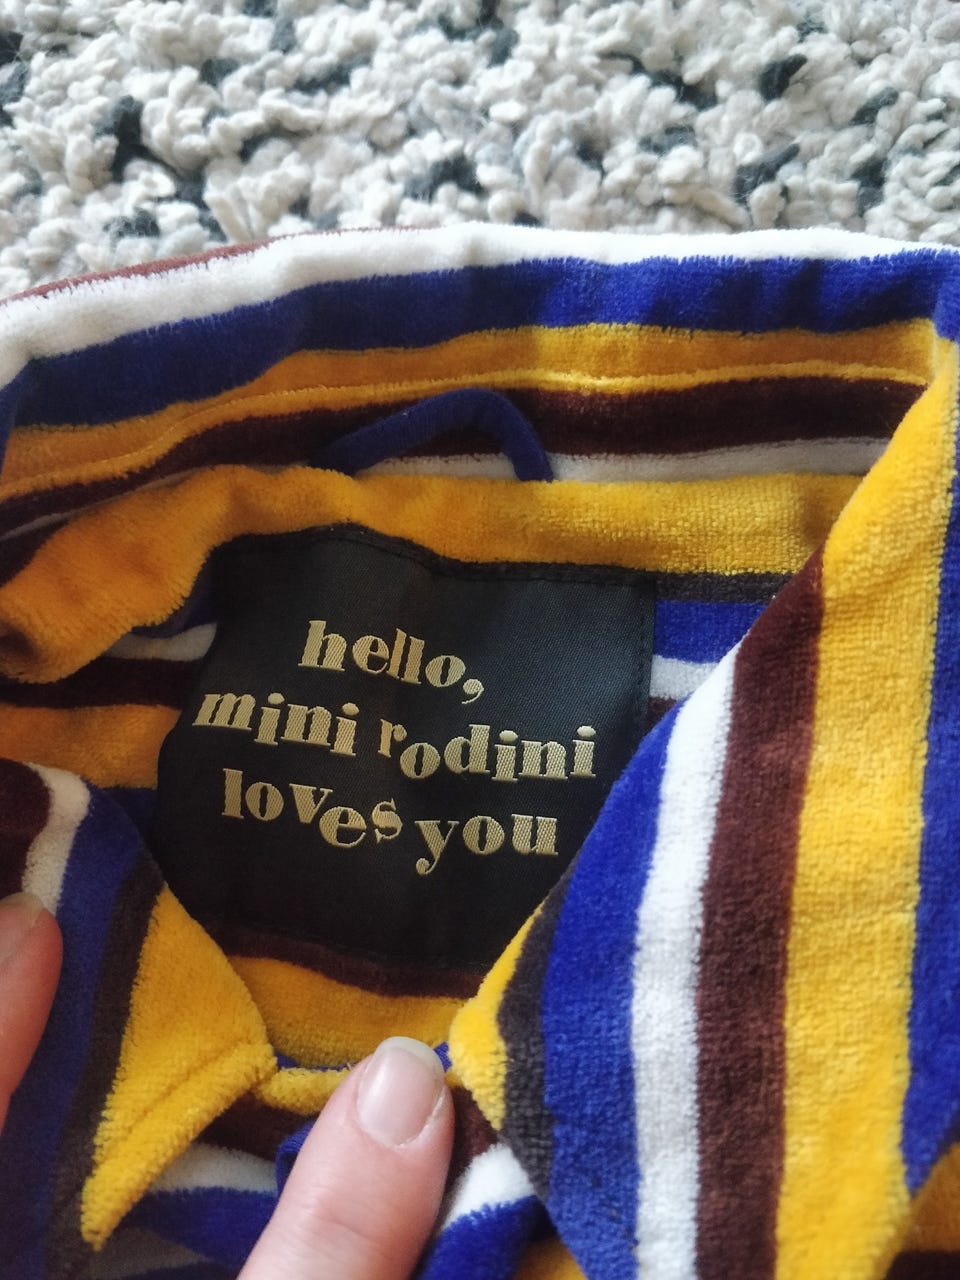 hello,
mini rodini
loves you